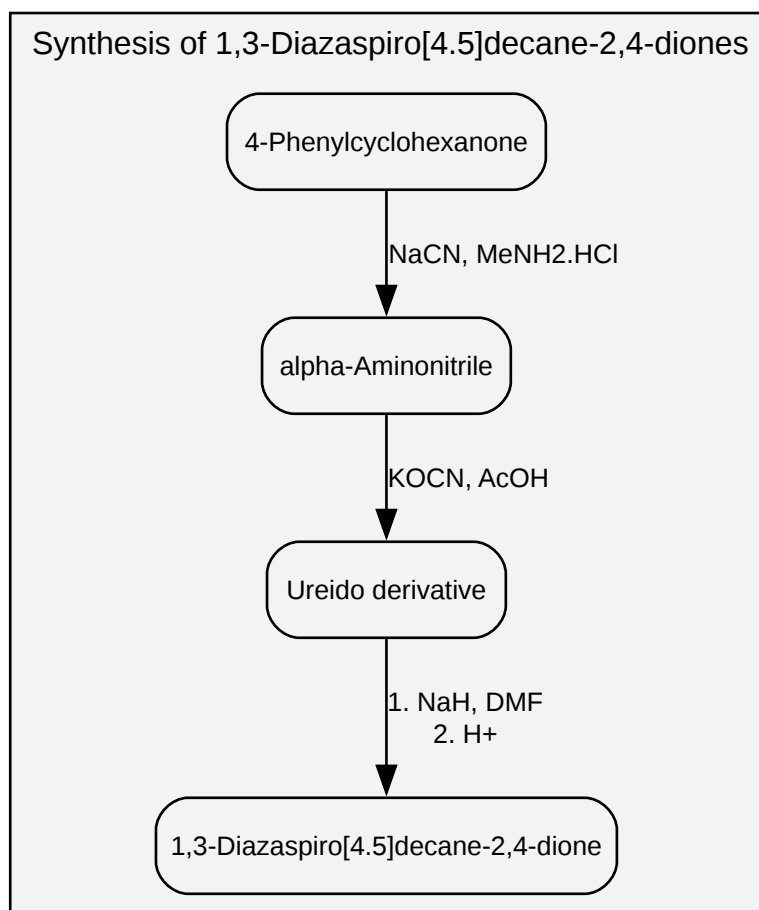 Synthesis of 1,3-Diazaspiro[4.5]decane-2,4-diones
4-Phenylcyclohexanone
NaCN, MeNH2.HCl
alpha-Aminonitrile
KOCN, AcOH
Ureido derivative
1. NaH, DMF
2. H+
1,3-Diazaspiro[4.5]decane-2,4-dione